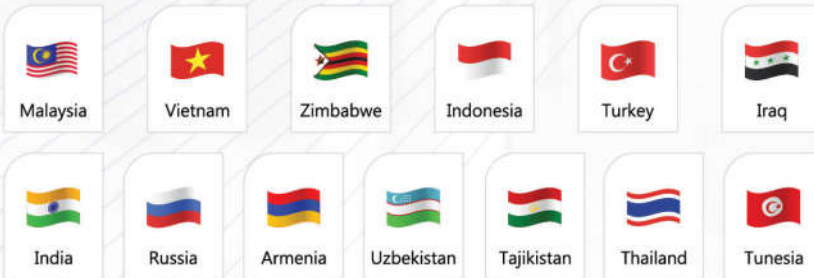 Malaysia Vietnam Zimbabwe Indonesia Turkey Iraq
India Russia Armenia Uzbekistan Tajikistan Thailand Tunesia